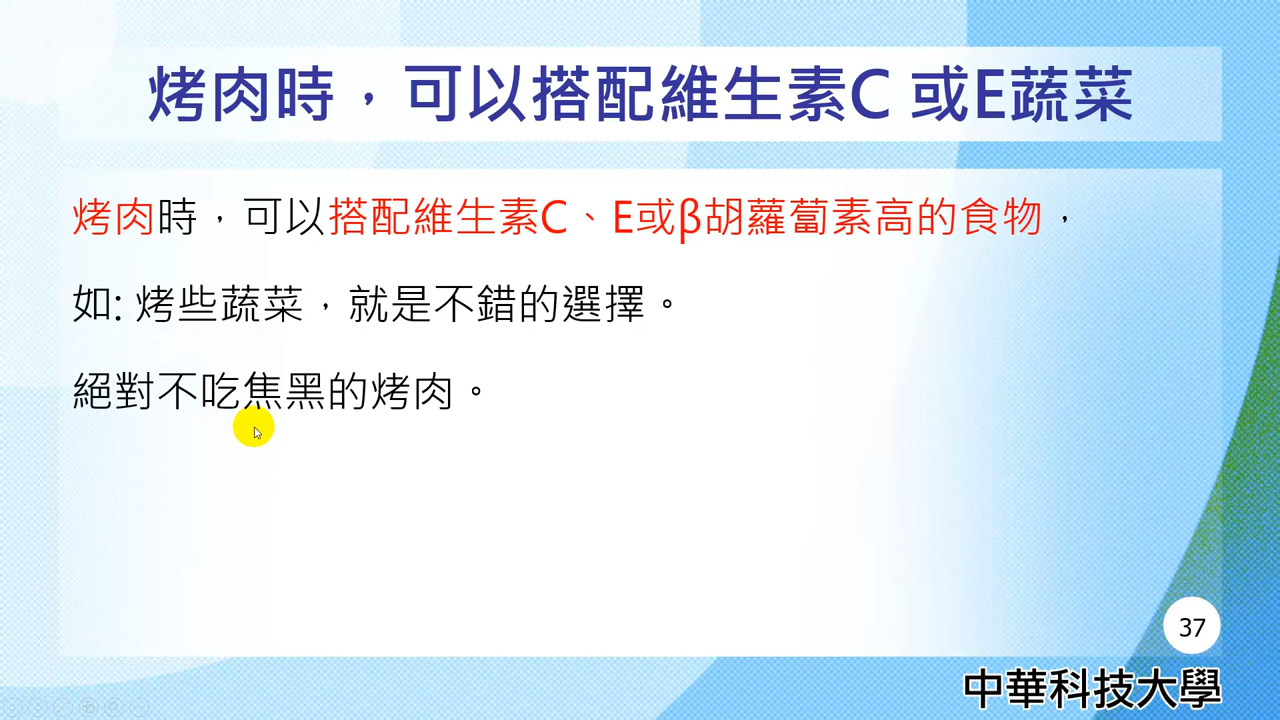 烤肉時，可以搭配維生素C 或E蔬菜
烤肉時，可以搭配維生素C、E或β胡蘿蔔素高的食物，
如: 烤些蔬菜，就是不錯的選擇。
絕對不吃焦黑的烤肉。
37
中華科技大學